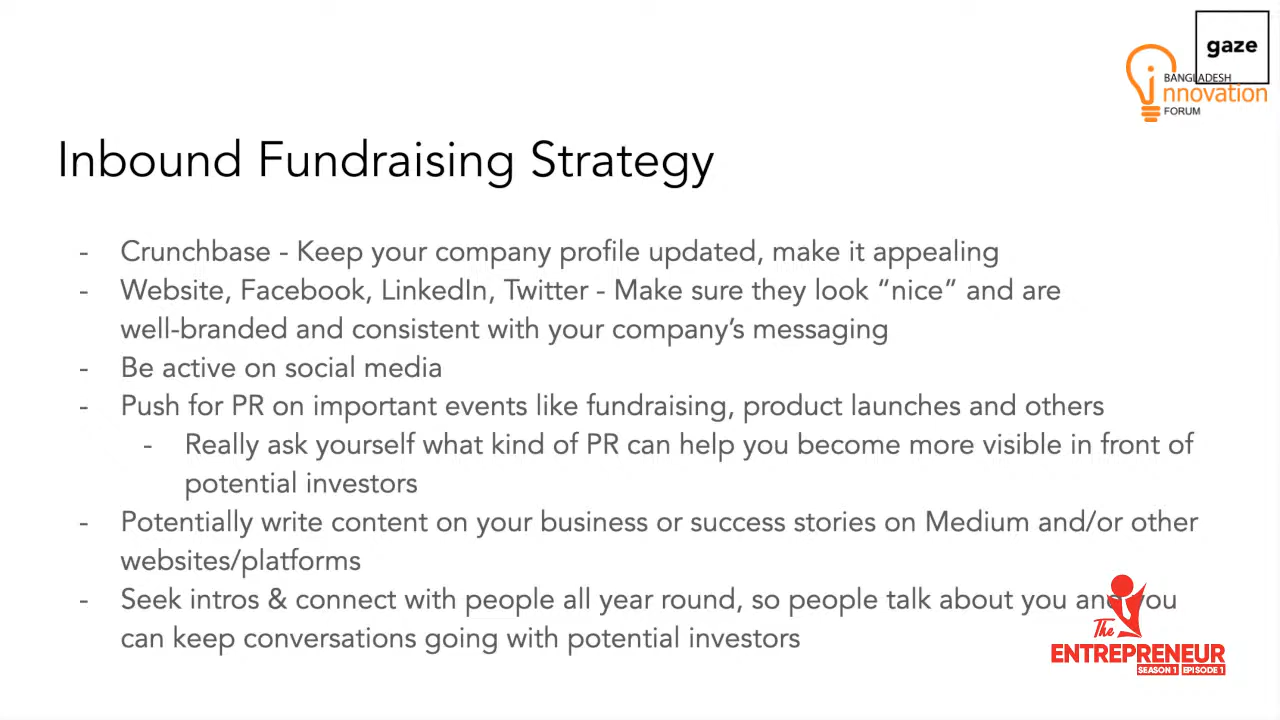 gaze
BANGLADESH
innovation
FORUM
Inbound Fundraising Strategy
- Crunchbase - Keep your company profile updated, make it appealing
- Website, Facebook, LinkedIn, Twitter - Make sure they look “nice” and are
well-branded and consistent with your company’s messaging
- Be active on social media
- Push for PR on important events like fundraising, product launches and others
- Really ask yourself what kind of PR can help you become more visible in front of
potential investors
- Potentially write content on your business or success stories on Medium and/or other
websites/platforms
- Seek intros & connect with people all year round, so people talk about you and you
can keep conversations going with potential investors
The
ENTREPRENEUR
SEASON 1 EPISODE 1